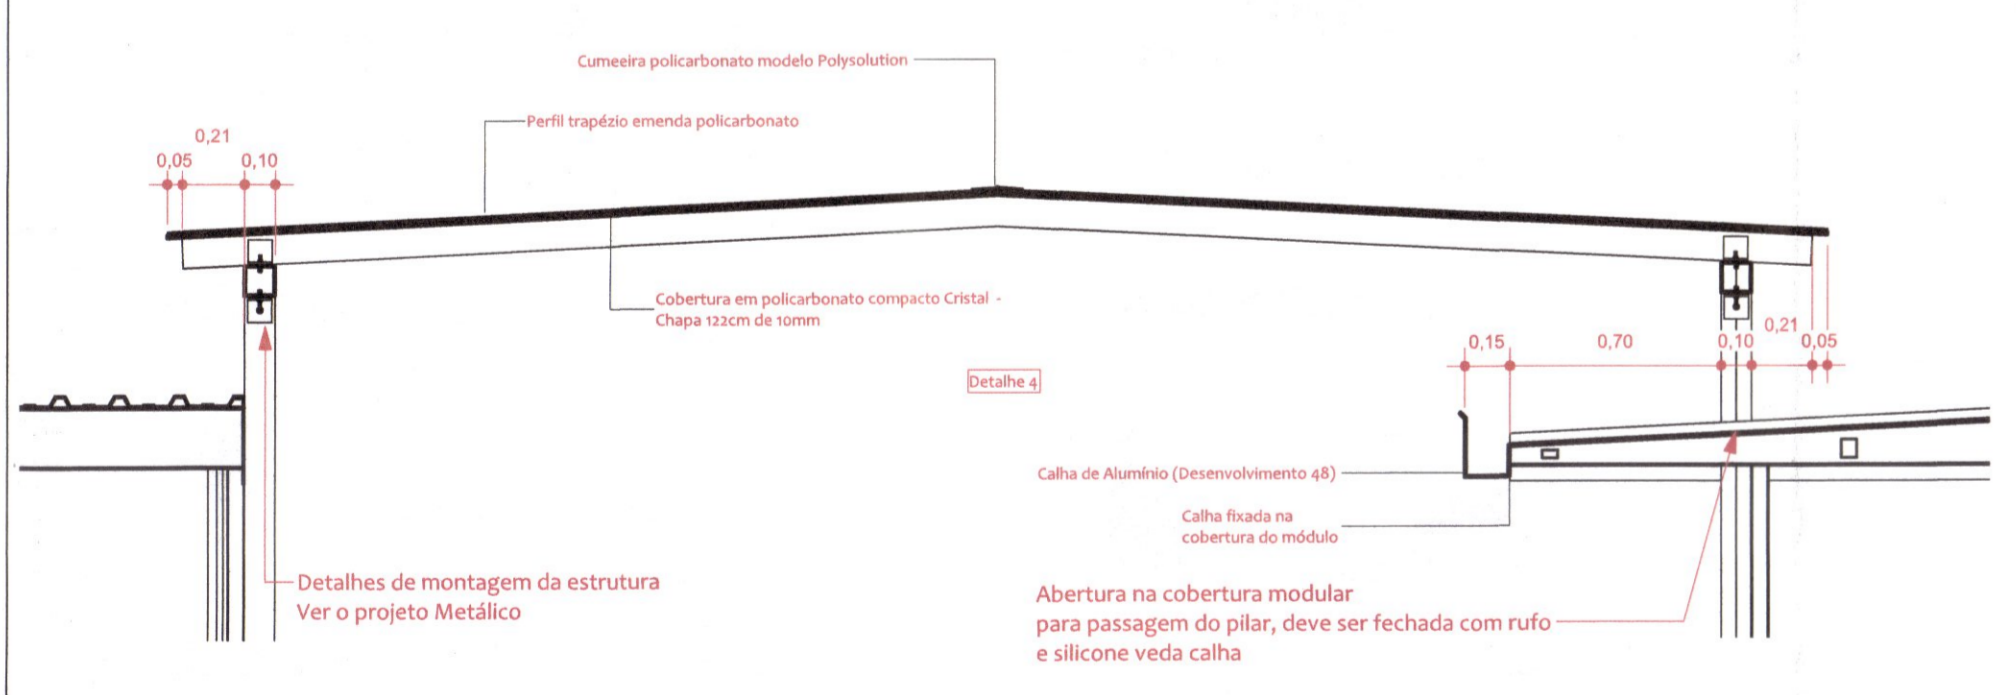 Cumeeira policarbonato modelo Polysolution
Perfil trapézio emenda policarbonato
0,21
0,05
0,10
Cobertura em policarbonato compacto Cristal -
Chapa 122cm de 10mm
0,21
0,15
0,70
0,10
0,05
Detalhe 4
Calha de Alumínio (Desenvolvimento 48)
Calha fixada na
cobertura do módulo
Detalhes de montagem da estrutura
Ver o projeto Metálico
Abertura na cobertura modular
para passagem do pilar, deve ser fechada com rufo
e silicone veda calha